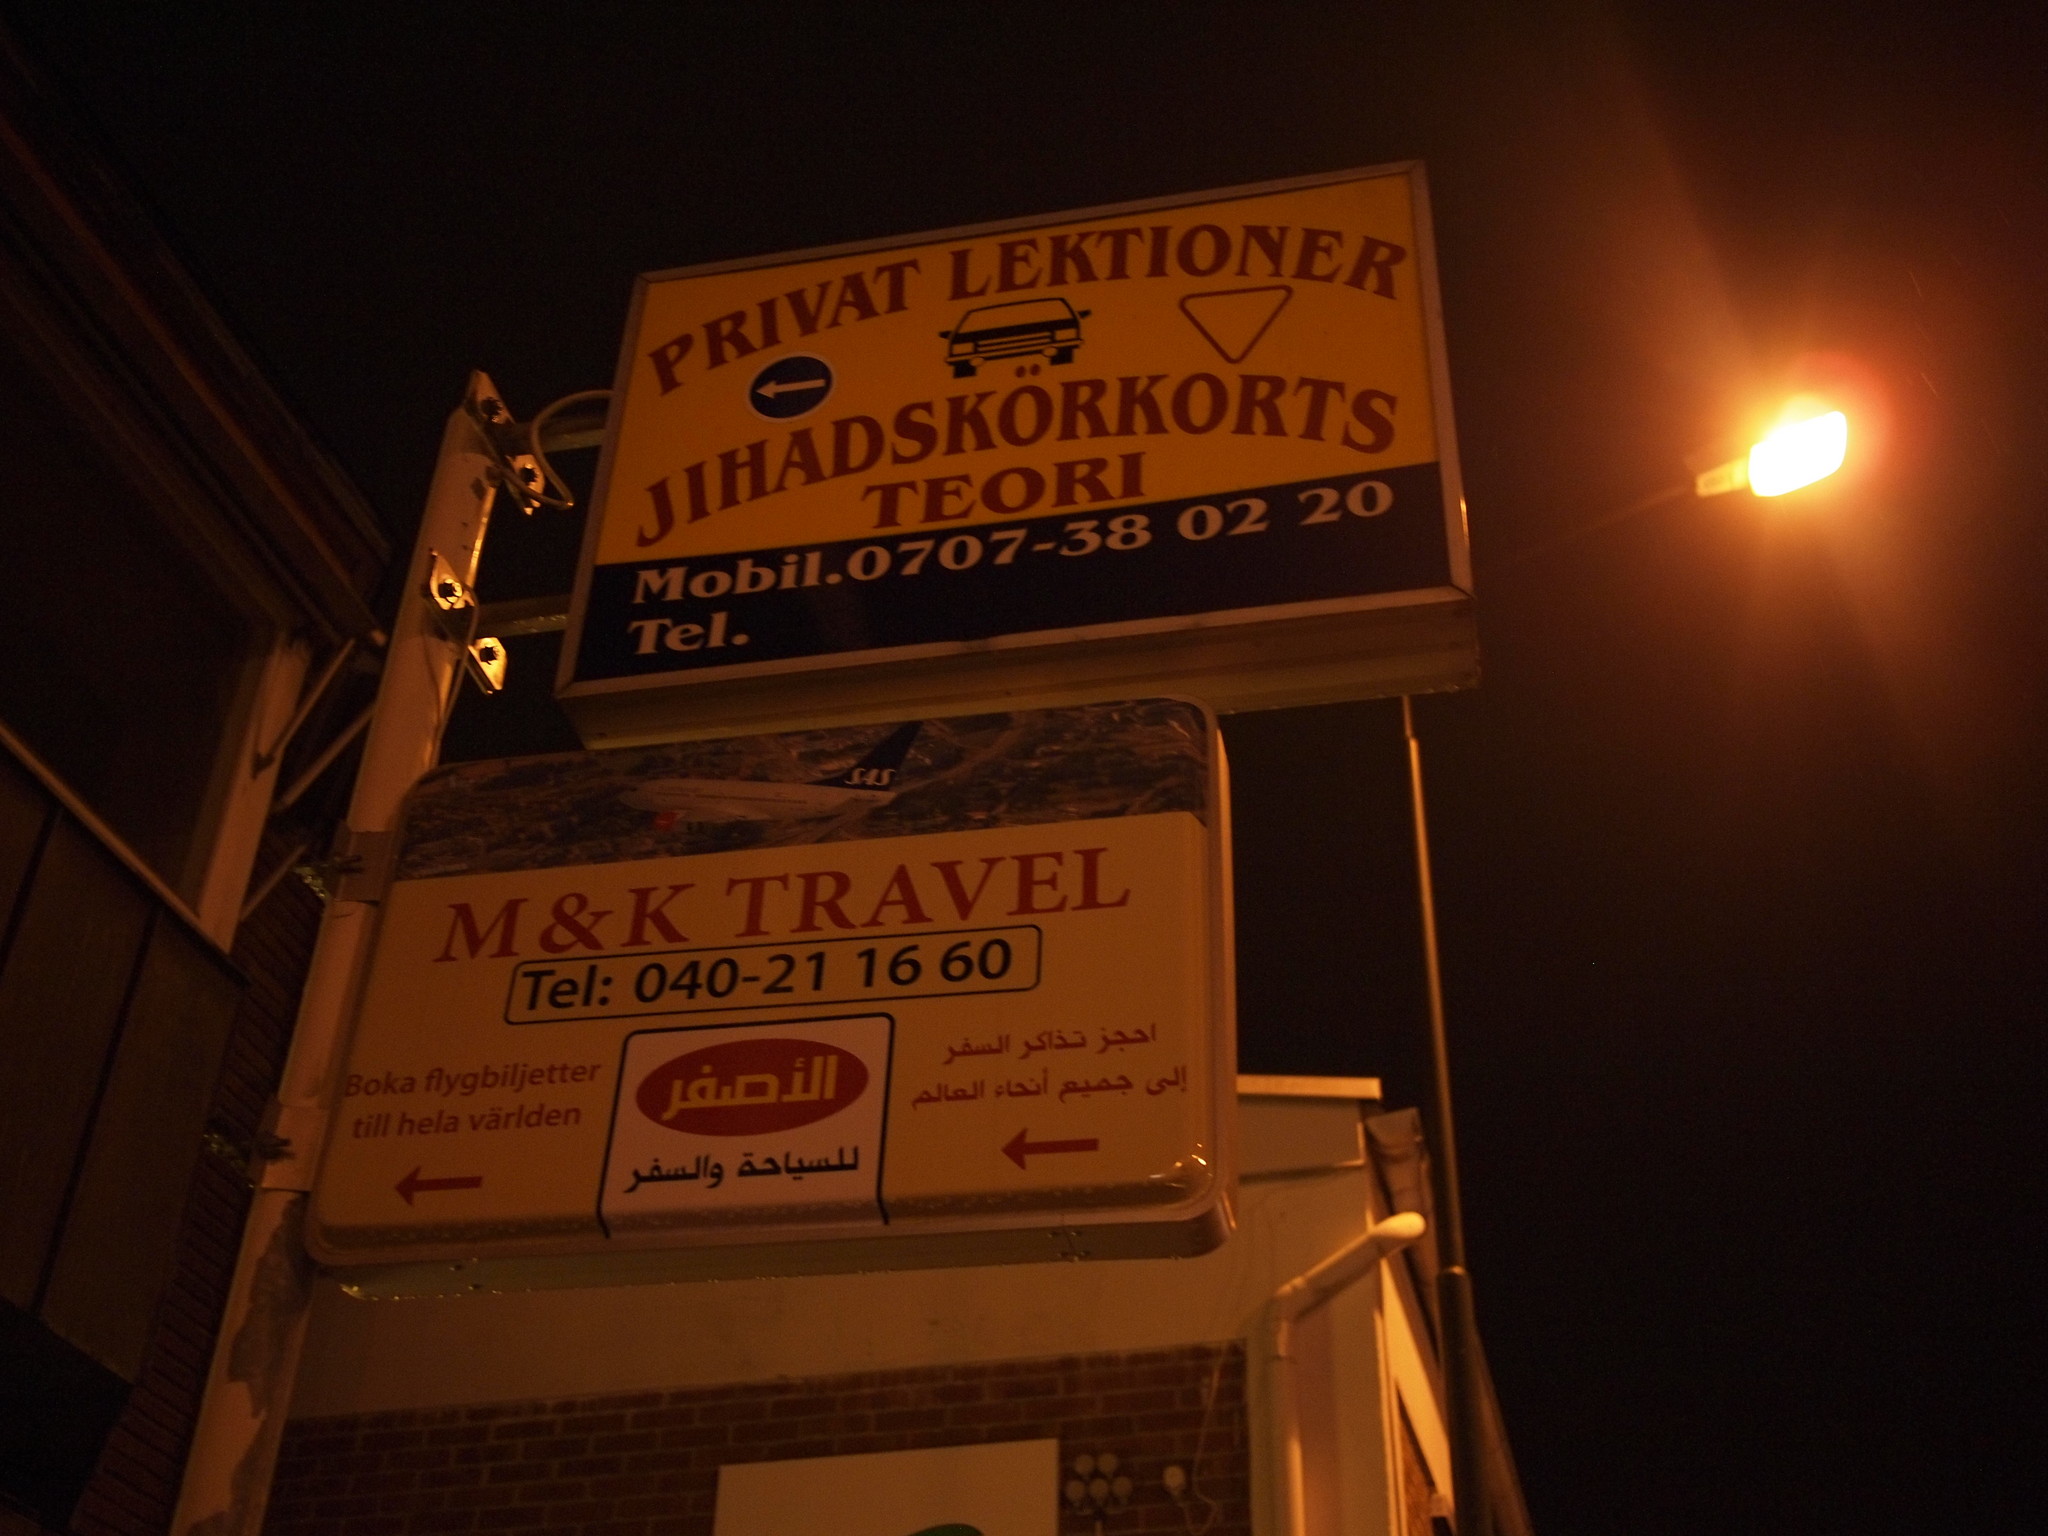 PRIVAT LEKTIONER
JIHADSKÖRKORTS
TEORI
Mobil.0707-38 02 20
Tel.
SAS
M&K TRAVEL
Tel: 040-21 16 60
Boka flygbiljetter
till hela världen
الأصفر
للسياحة والسفر
احجز تذاكر السفر
إلى جميع أنحاء العالم